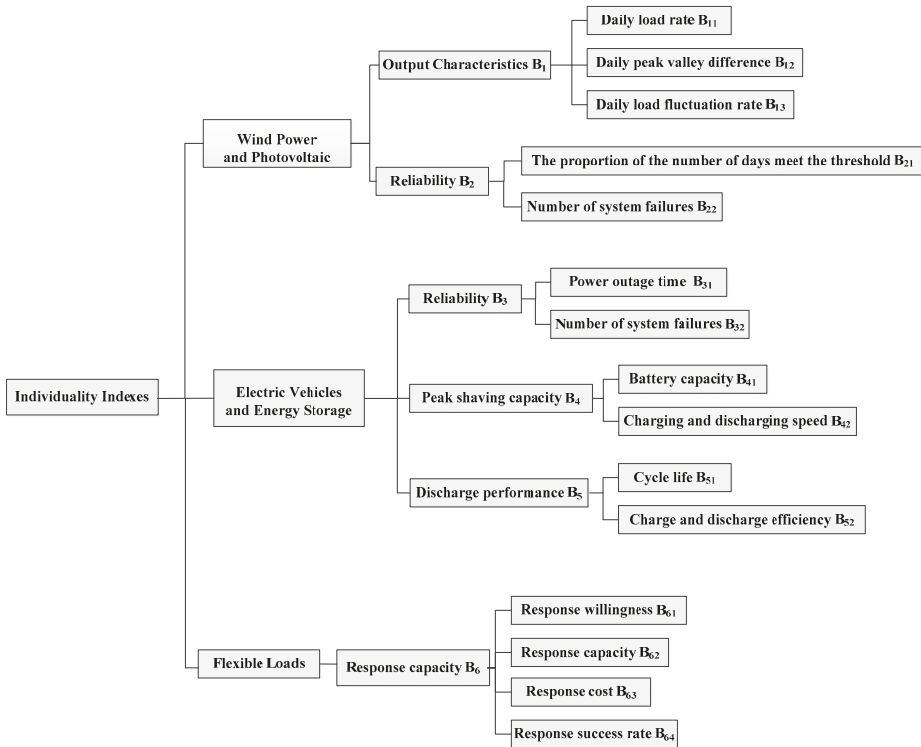 Individuality Indexes
Wind Power
and Photovoltaic
Output Characteristics B₁
Daily load rate B₁₁
Daily peak valley difference B₁₂
Daily load fluctuation rate B₁₃
Reliability B₂
The proportion of the number of days meet the threshold B₂₁
Number of system failures B₂₂
Electric Vehicles
and Energy Storage
Reliability B₃
Power outage time B₃₁
Number of system failures B₃₂
Peak shaving capacity B₄
Battery capacity B₄₁
Charging and discharging speed B₄₂
Discharge performance B₅
Cycle life B₅₁
Charge and discharge efficiency B₅₂
Flexible Loads
Response capacity B₆
Response willingness B₆₁
Response capacity B₆₂
Response cost B₆₃
Response success rate B₆₄